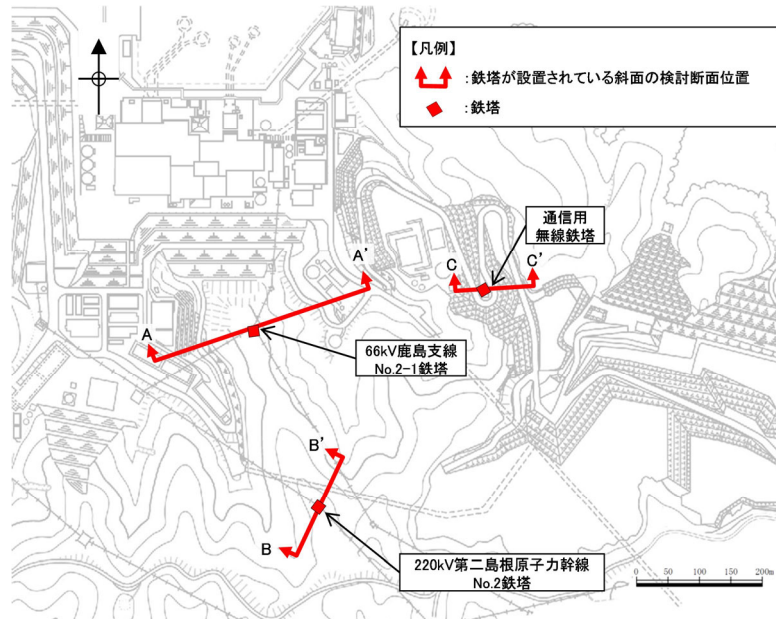 【凡例】
：鉄塔が設置されている斜面の検討断面位置
：鉄塔
通信用
無線鉄塔
A'
C
C'
A
66kV鹿島支線
No.2-1鉄塔
B'
B
220kV第二島根原子力幹線
No.2鉄塔
0 50 100 150 200m